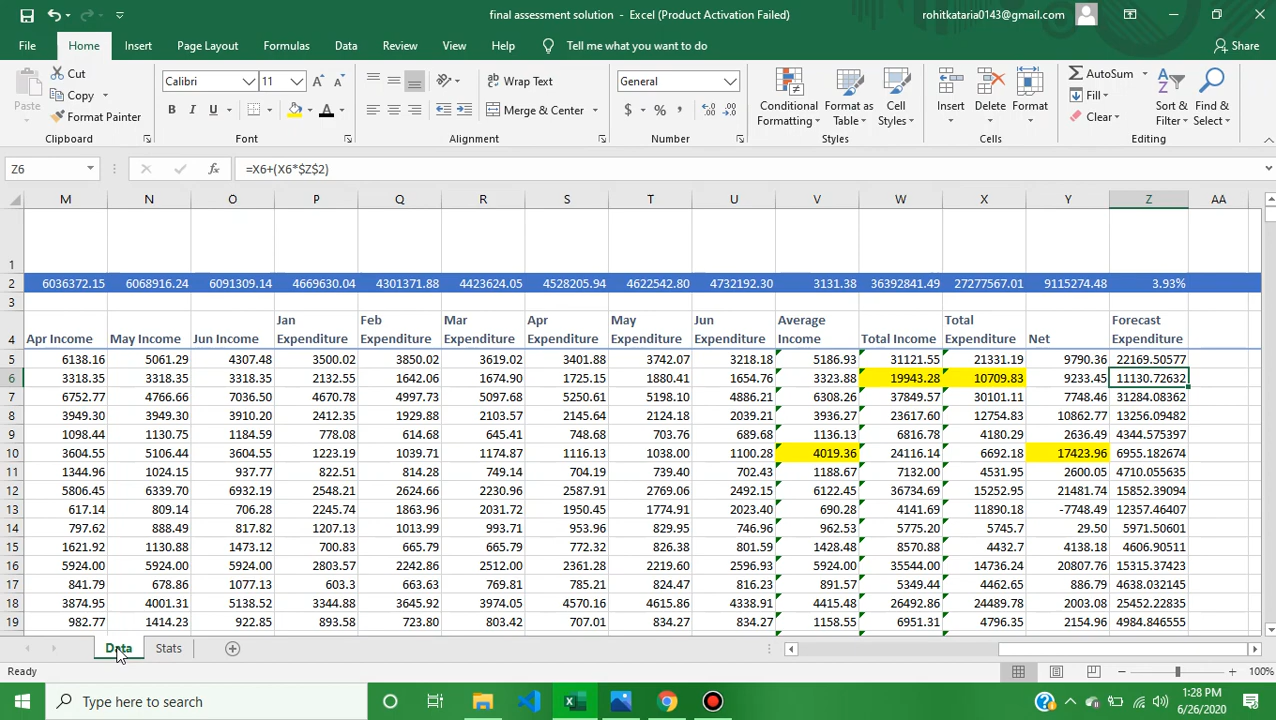 final assessment solution - Excel (Product Activation Failed)
rohitkataria0143@gmail.com
File Home Insert Page Layout Formulas Data Review View Help Tell me what you want to do Share
Cut
Copy
Format Painter
Paste
Clipboard
Calibri 11
B I U
Font
Wrap Text
Merge & Center
Alignment
General
$ % ,
Number
Conditional Formatting
Format as Table
Cell Styles
Styles
Insert Delete Format
Cells
AutoSum
Fill
Clear
Sort & Filter
Find & Select
Editing
Z6 fx =X6+(X6*$Z$2)
M N O P Q R S T U V W X Y Z AA
1
2 6036372.15 6068916.24 6091309.14 4669630.04 4301371.88 4423624.05 4528205.94 4622542.80 4732192.30 3131.38 36392841.49 27277567.01 9115274.48 3.93%
3
4 Apr Income May Income Jun Income Jan Expenditure Feb Expenditure Mar Expenditure Apr Expenditure May Expenditure Jun Expenditure Average Income Total Income Total Expenditure Net Forecast Expenditure
5 6138.16 5061.29 4307.48 3500.02 3850.02 3619.02 3401.88 3742.07 3218.18 5186.93 31121.55 21331.19 9790.36 22169.50577
6 3318.35 3318.35 3318.35 2132.55 1642.06 1674.90 1725.15 1880.41 1654.76 3323.88 19943.28 10709.83 9233.45 11130.72632
7 6752.77 4766.66 7036.50 4670.78 4997.73 5097.68 5250.61 5198.10 4886.21 6308.26 37849.57 30101.11 7748.46 31284.08362
8 3949.30 3949.30 3910.20 2412.35 1928.99 2103.57 2145.64 2124.18 2039.21 3936.27 23617.60 12754.83 10862.77 13256.09482
9 1098.44 1130.75 1184.59 778.08 614.68 645.41 748.68 703.76 689.68 1136.13 6816.78 4180.29 2636.49 4344.575397
10 3604.55 5106.44 3604.55 1223.19 1039.71 1174.87 1116.13 1038.00 1100.28 4019.36 24116.14 6692.18 17423.96 6955.182674
11 1344.96 1024.15 937.77 82.51 814.28 749.14 704.19 739.40 702.43 1188.67 7132.00 4531.95 2600.05 4710.055635
12 5806.45 6339.70 6932.19 2548.21 2624.66 2230.96 2587.91 2769.06 2492.15 6122.45 36734.69 15252.95 21481.74 15852.39094
13 617.14 809.14 706.28 2245.74 1863.96 2031.72 1950.45 1774.91 2023.40 690.28 4141.69 11890.18 -7748.49 12357.46407
14 797.62 888.49 817.82 1207.13 1013.99 993.71 953.96 829.95 746.96 962.53 5775.20 5745.7 29.50 5971.50601
15 1621.92 1130.88 1473.12 700.83 665.79 665.79 772.32 826.38 801.59 1428.48 8570.88 4432.7 4138.18 4606.90511
16 5924.00 5924.00 5924.00 2803.57 2242.86 2512.00 2361.28 2219.60 2596.93 5924.00 35544.00 14736.24 20807.76 15315.37423
17 841.79 678.86 1077.13 603.3 663.63 769.81 785.21 824.47 816.23 891.57 5349.44 4462.65 886.79 4638.032145
18 3874.95 4001.31 5138.52 3344.88 3645.92 3974.05 4570.16 4615.86 4338.91 4415.48 26492.86 24489.78 2003.08 25452.22835
19 982.77 1414.23 922.85 893.58 723.80 803.42 707.01 834.27 834.27 1158.55 6951.31 4796.35 2154.96 4984.846555
Data Stats
Ready 100%
Type here to search
1:28 PM
6/26/2020